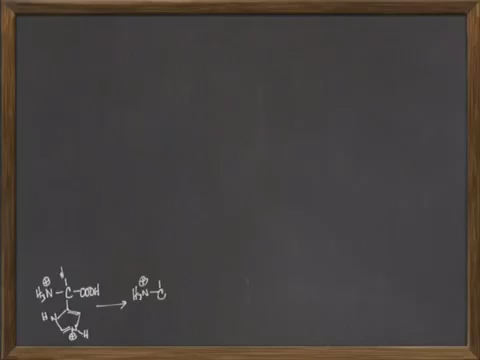 H₃N⊕ – C – COOH → H₃N⊕ – C
H N
N⊕ H